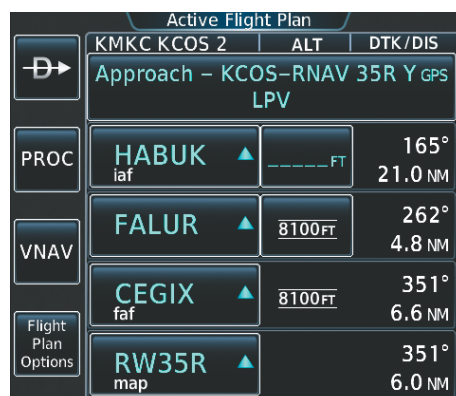 Active Flight Plan
KMKC KCOS 2 ALT DTK/DIS
D
Approach – KCOS–RNAV 35R Y GPS
LPV
PROC
HABUK _____FT 165°
iaf 21.0 NM
VNAV
FALUR 8100FT 262°
4.8 NM
CEGIX 8100FT 351°
faf 6.6 NM
Flight
Plan
Options
RW35R 351°
map 6.0 NM